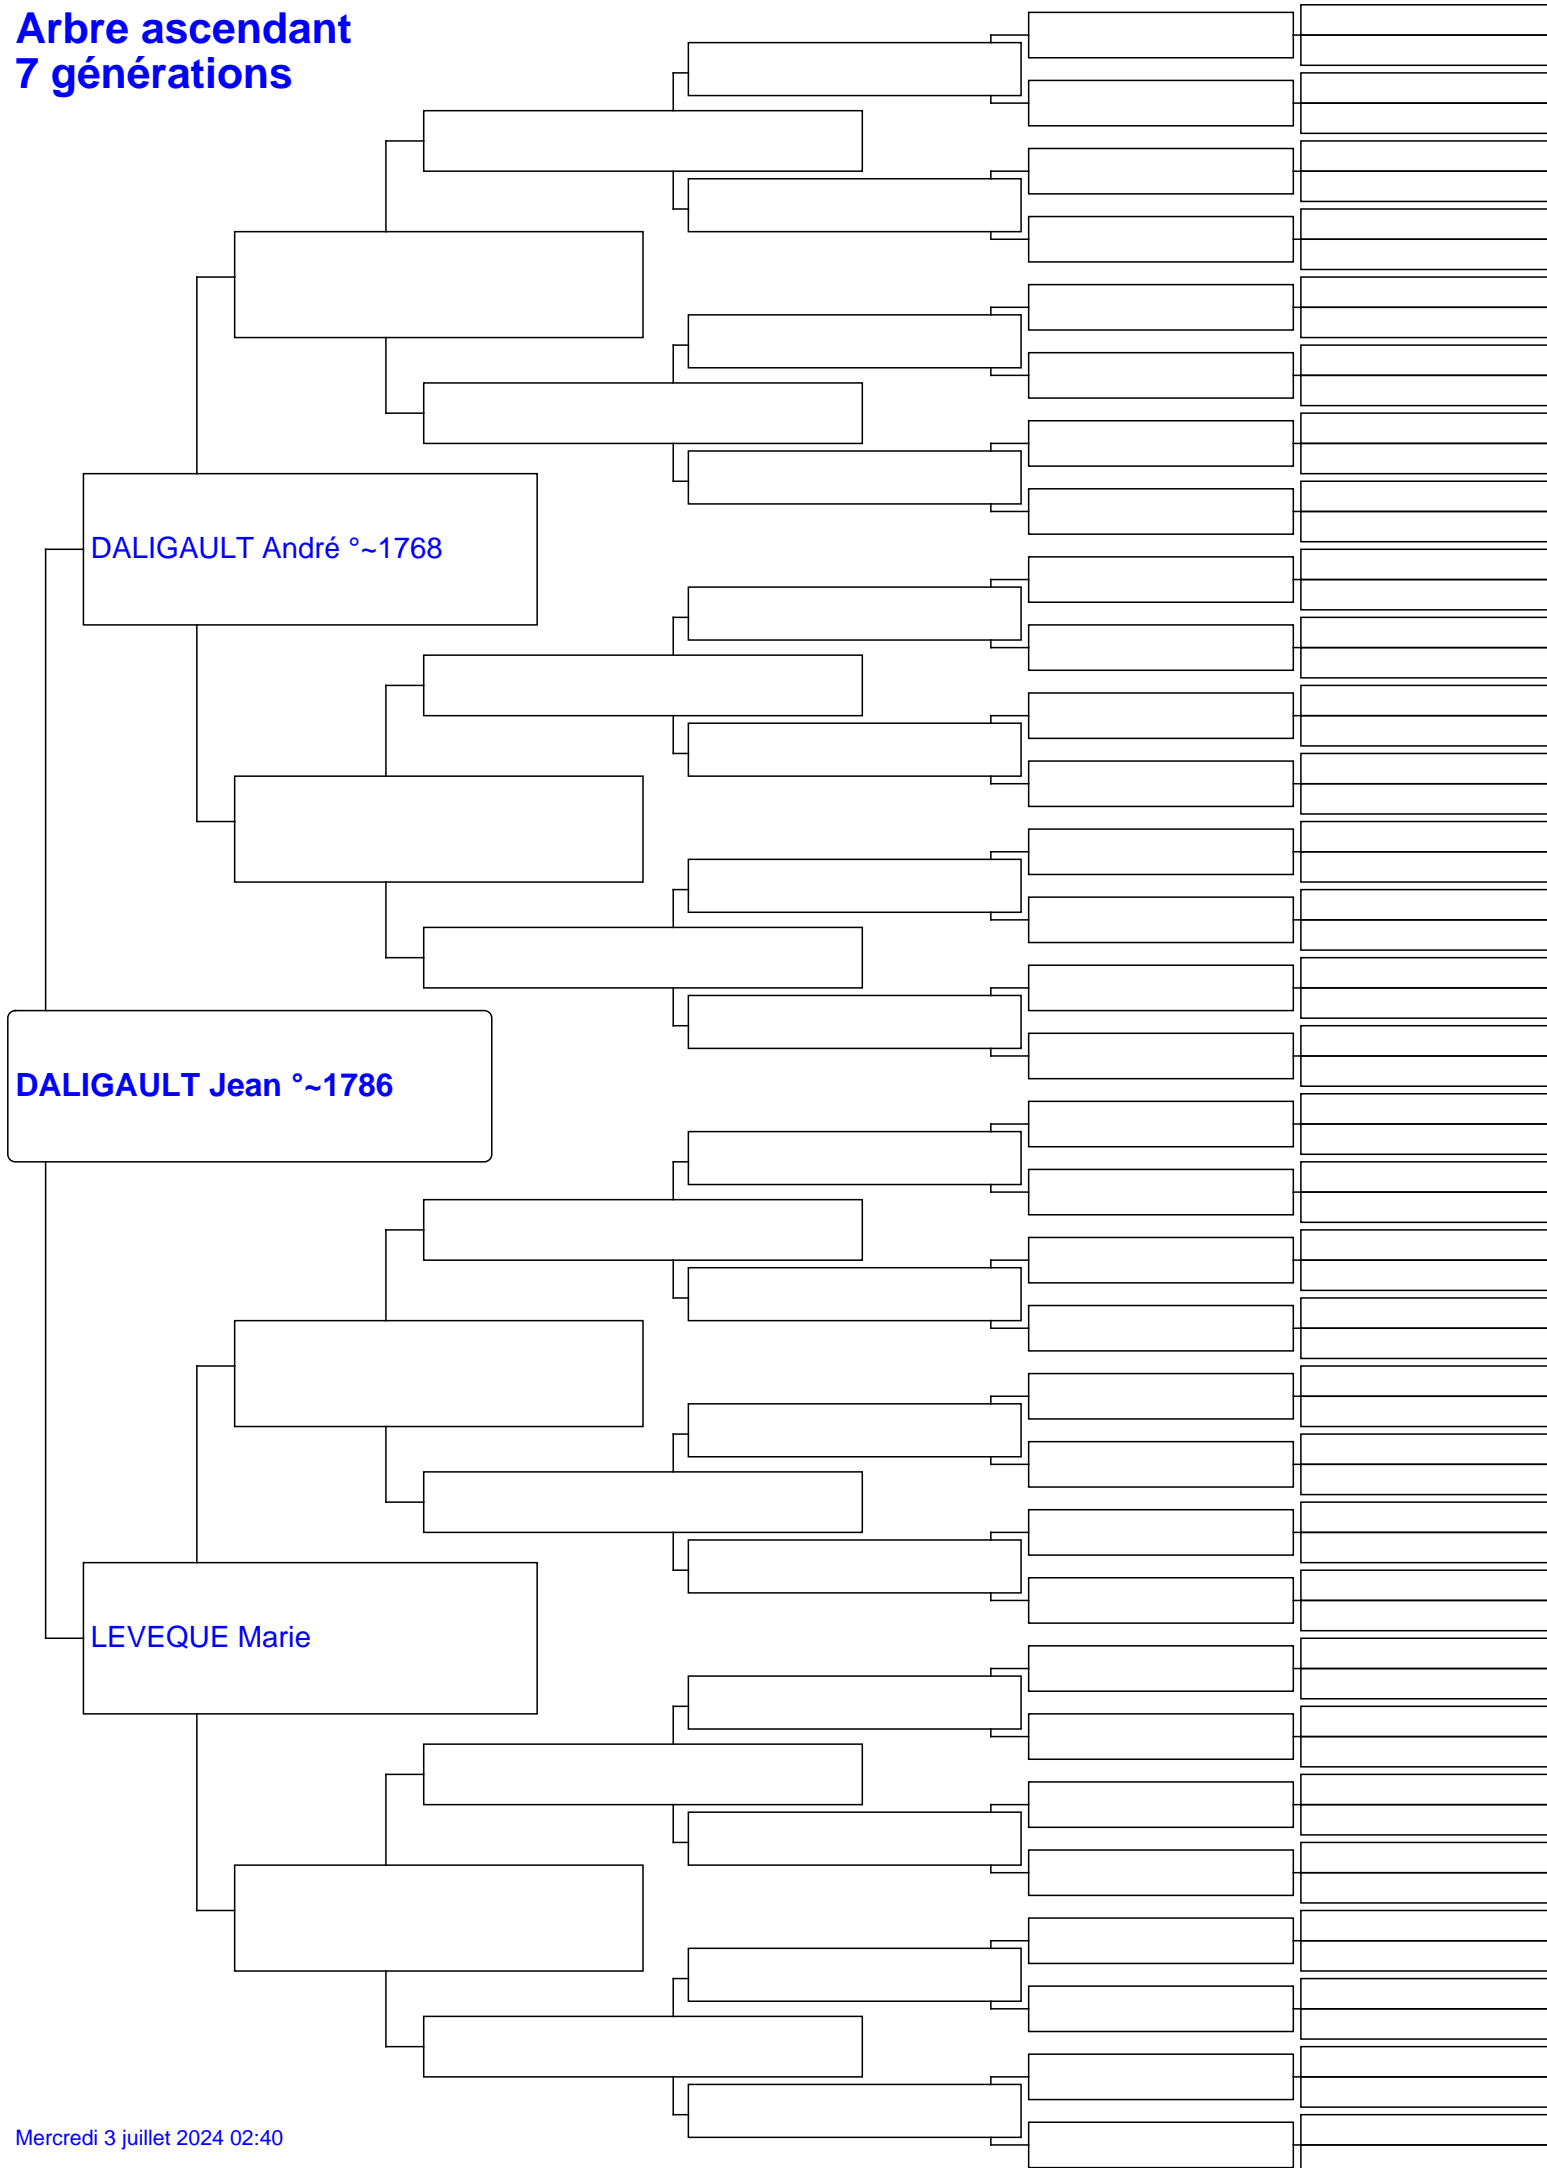 Arbre ascendant
7 générations
DALIGAULT André °~1768
DALIGAULT Jean °~1786
LEVEQUE Marie
Mercredi 3 juillet 2024 02:40